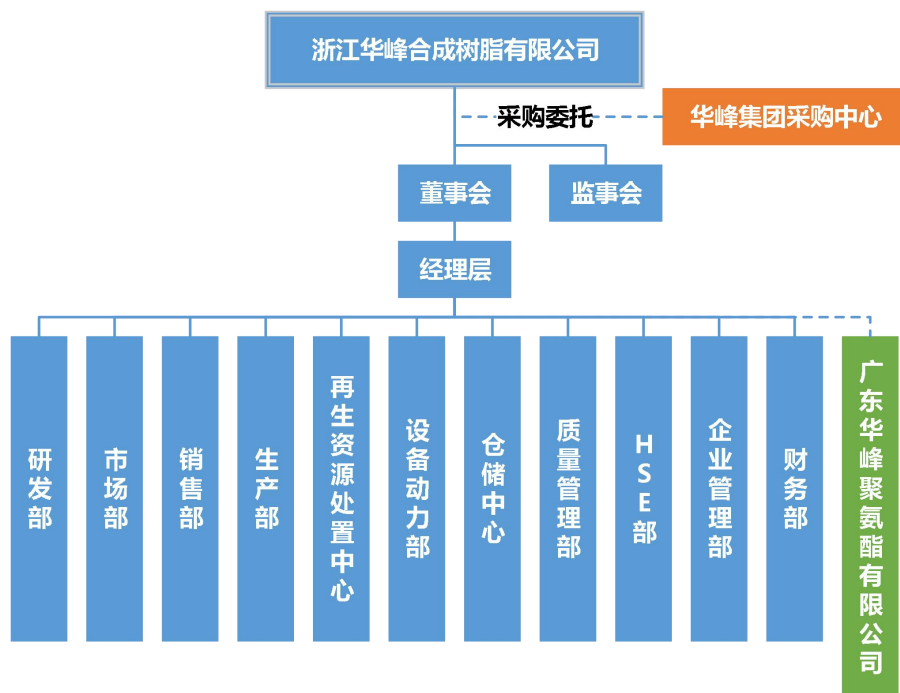 浙江华峰合成树脂有限公司
采购委托
华峰集团采购中心
董事会
监事会
经理层
研发部
市场部
销售部
生产部
再生资源处置中心
设备动力部
仓储中心
质量管理部
HSE部
企业管理部
财务部
广东华峰聚氨酯有限公司